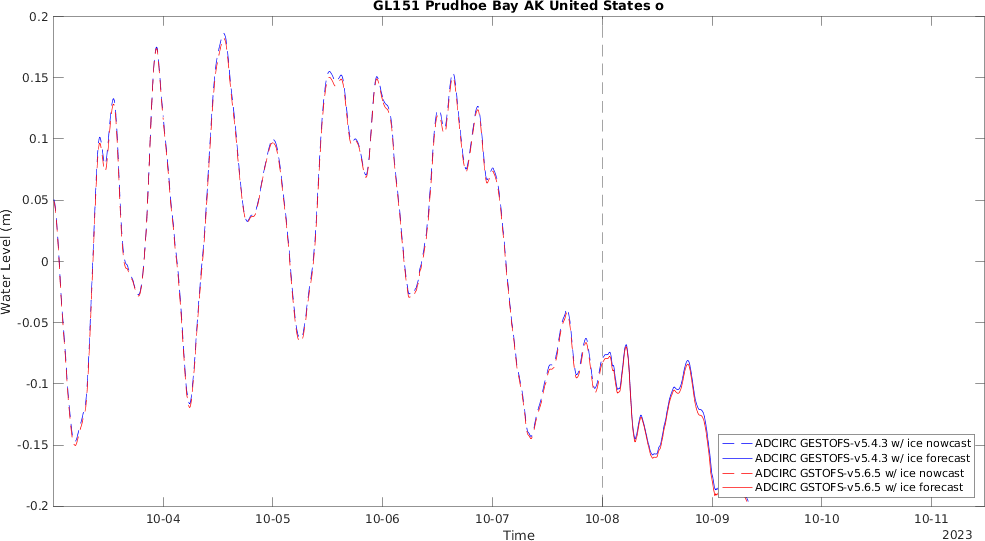 GL151 Prudhoe Bay AK United States o
0.2
0.15
0.1
0.05
0
-0.05
-0.1
-0.15
-0.2
Water Level (m)
ADCIRC GESTOFS-v5.4.3 w/ ice nowcast
ADCIRC GESTOFS-v5.4.3 w/ ice forecast
ADCIRC GSTOFS-v5.6.5 w/ ice nowcast
ADCIRC GSTOFS-v5.6.5 w/ ice forecast
10-04 10-05 10-06 10-07 10-08 10-09 10-10 10-11
Time
2023